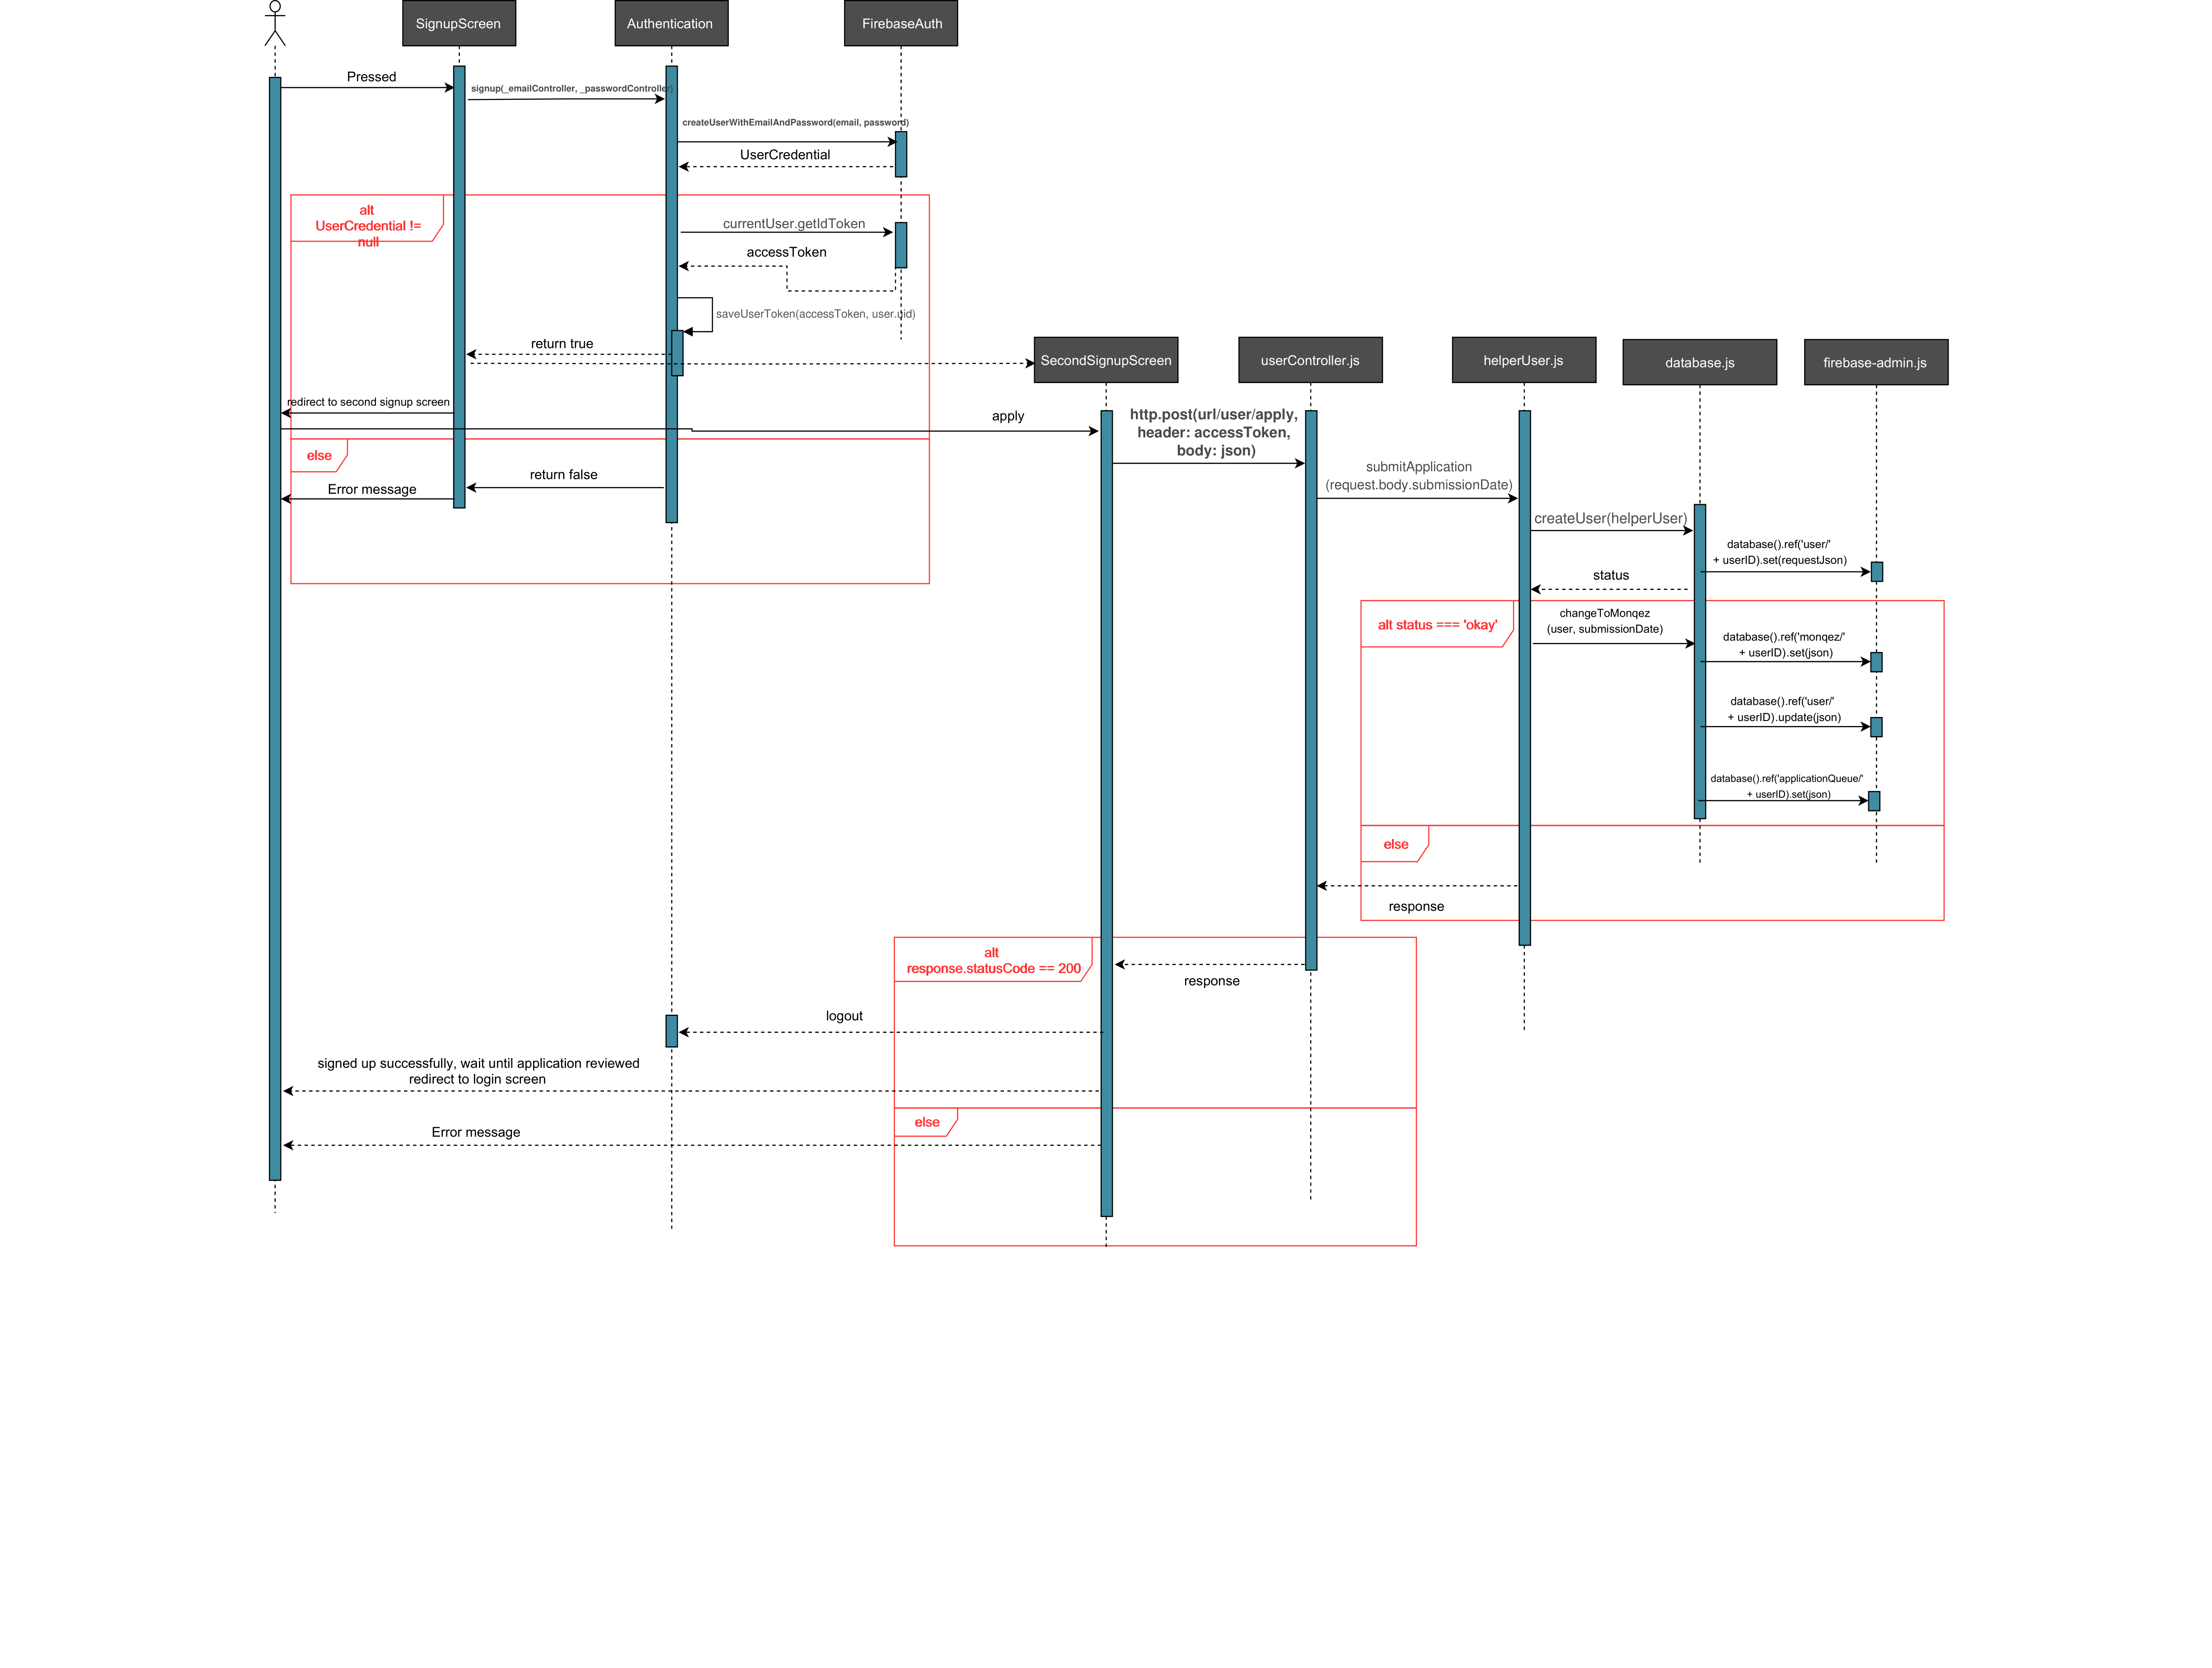 SignupScreen
Authentication
FirebaseAuth
Pressed
signup(_emailController, _passwordController)
createUserWithEmailAndPassword(email, password)
UserCredential
alt
UserCredential !=
null
currentUser.getIdToken
accessToken
saveUserToken(accessToken, user.uid)
return true
SecondSignupScreen
userController.js
helperUser.js
database.js
firebase-admin.js
redirect to second signup screen
apply
http.post(url/user/apply,
header: accessToken,
body: json)
else
return false
Error message
submitApplication
(request.body.submissionDate)
createUser(helperUser)
database().ref('user/'
+ userID).set(requestJson)
status
alt status === 'okay'
changeToMonqez
(user, submissionDate)
database().ref('monqez/'
+ userID).set(json)
database().ref('user/'
+ userID).update(json)
database().ref('applicationQueue/'
+ userID).set(json)
else
response
alt
response.statusCode == 200
response
logout
signed up successfully, wait until application reviewed
redirect to login screen
else
Error message